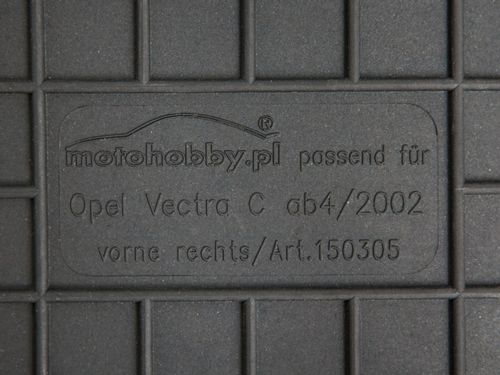 motohobby.pl ® passend für
Opel Vectra C ab4/2002
vorne rechts/Art.150305